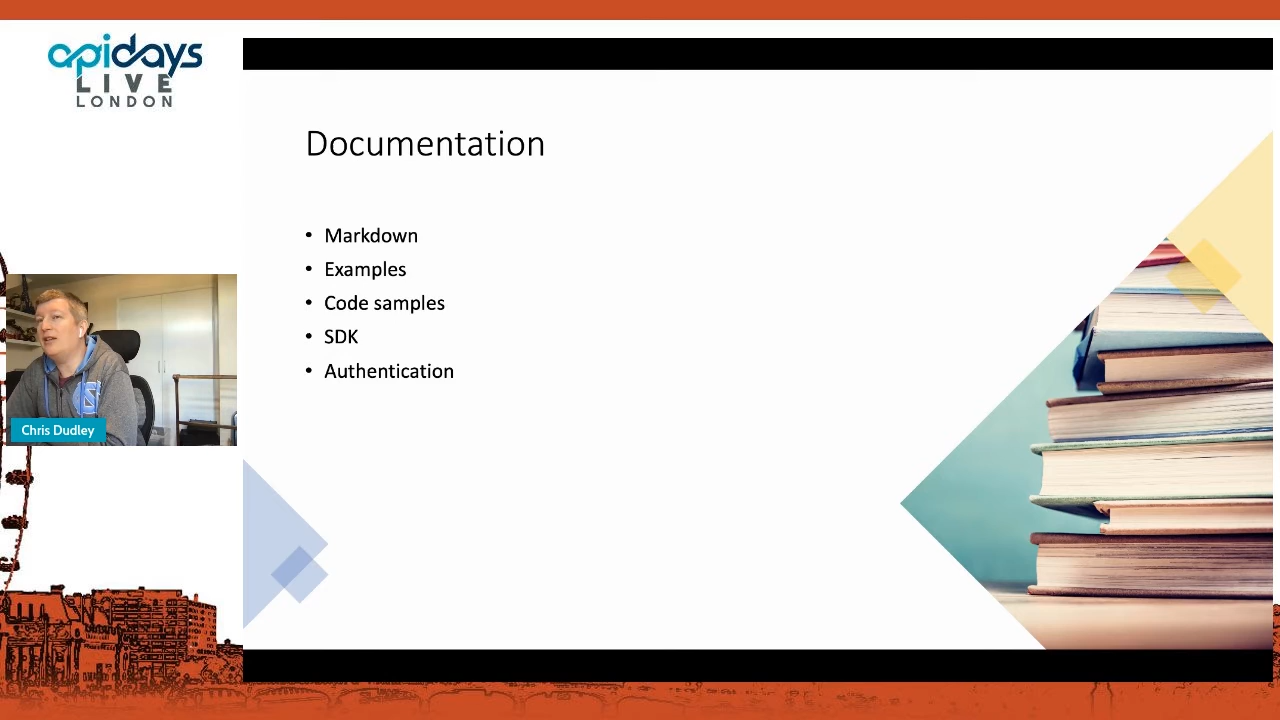 apidays
LIVE
LONDON
Documentation
• Markdown
• Examples
• Code samples
• SDK
• Authentication
Chris Dudley